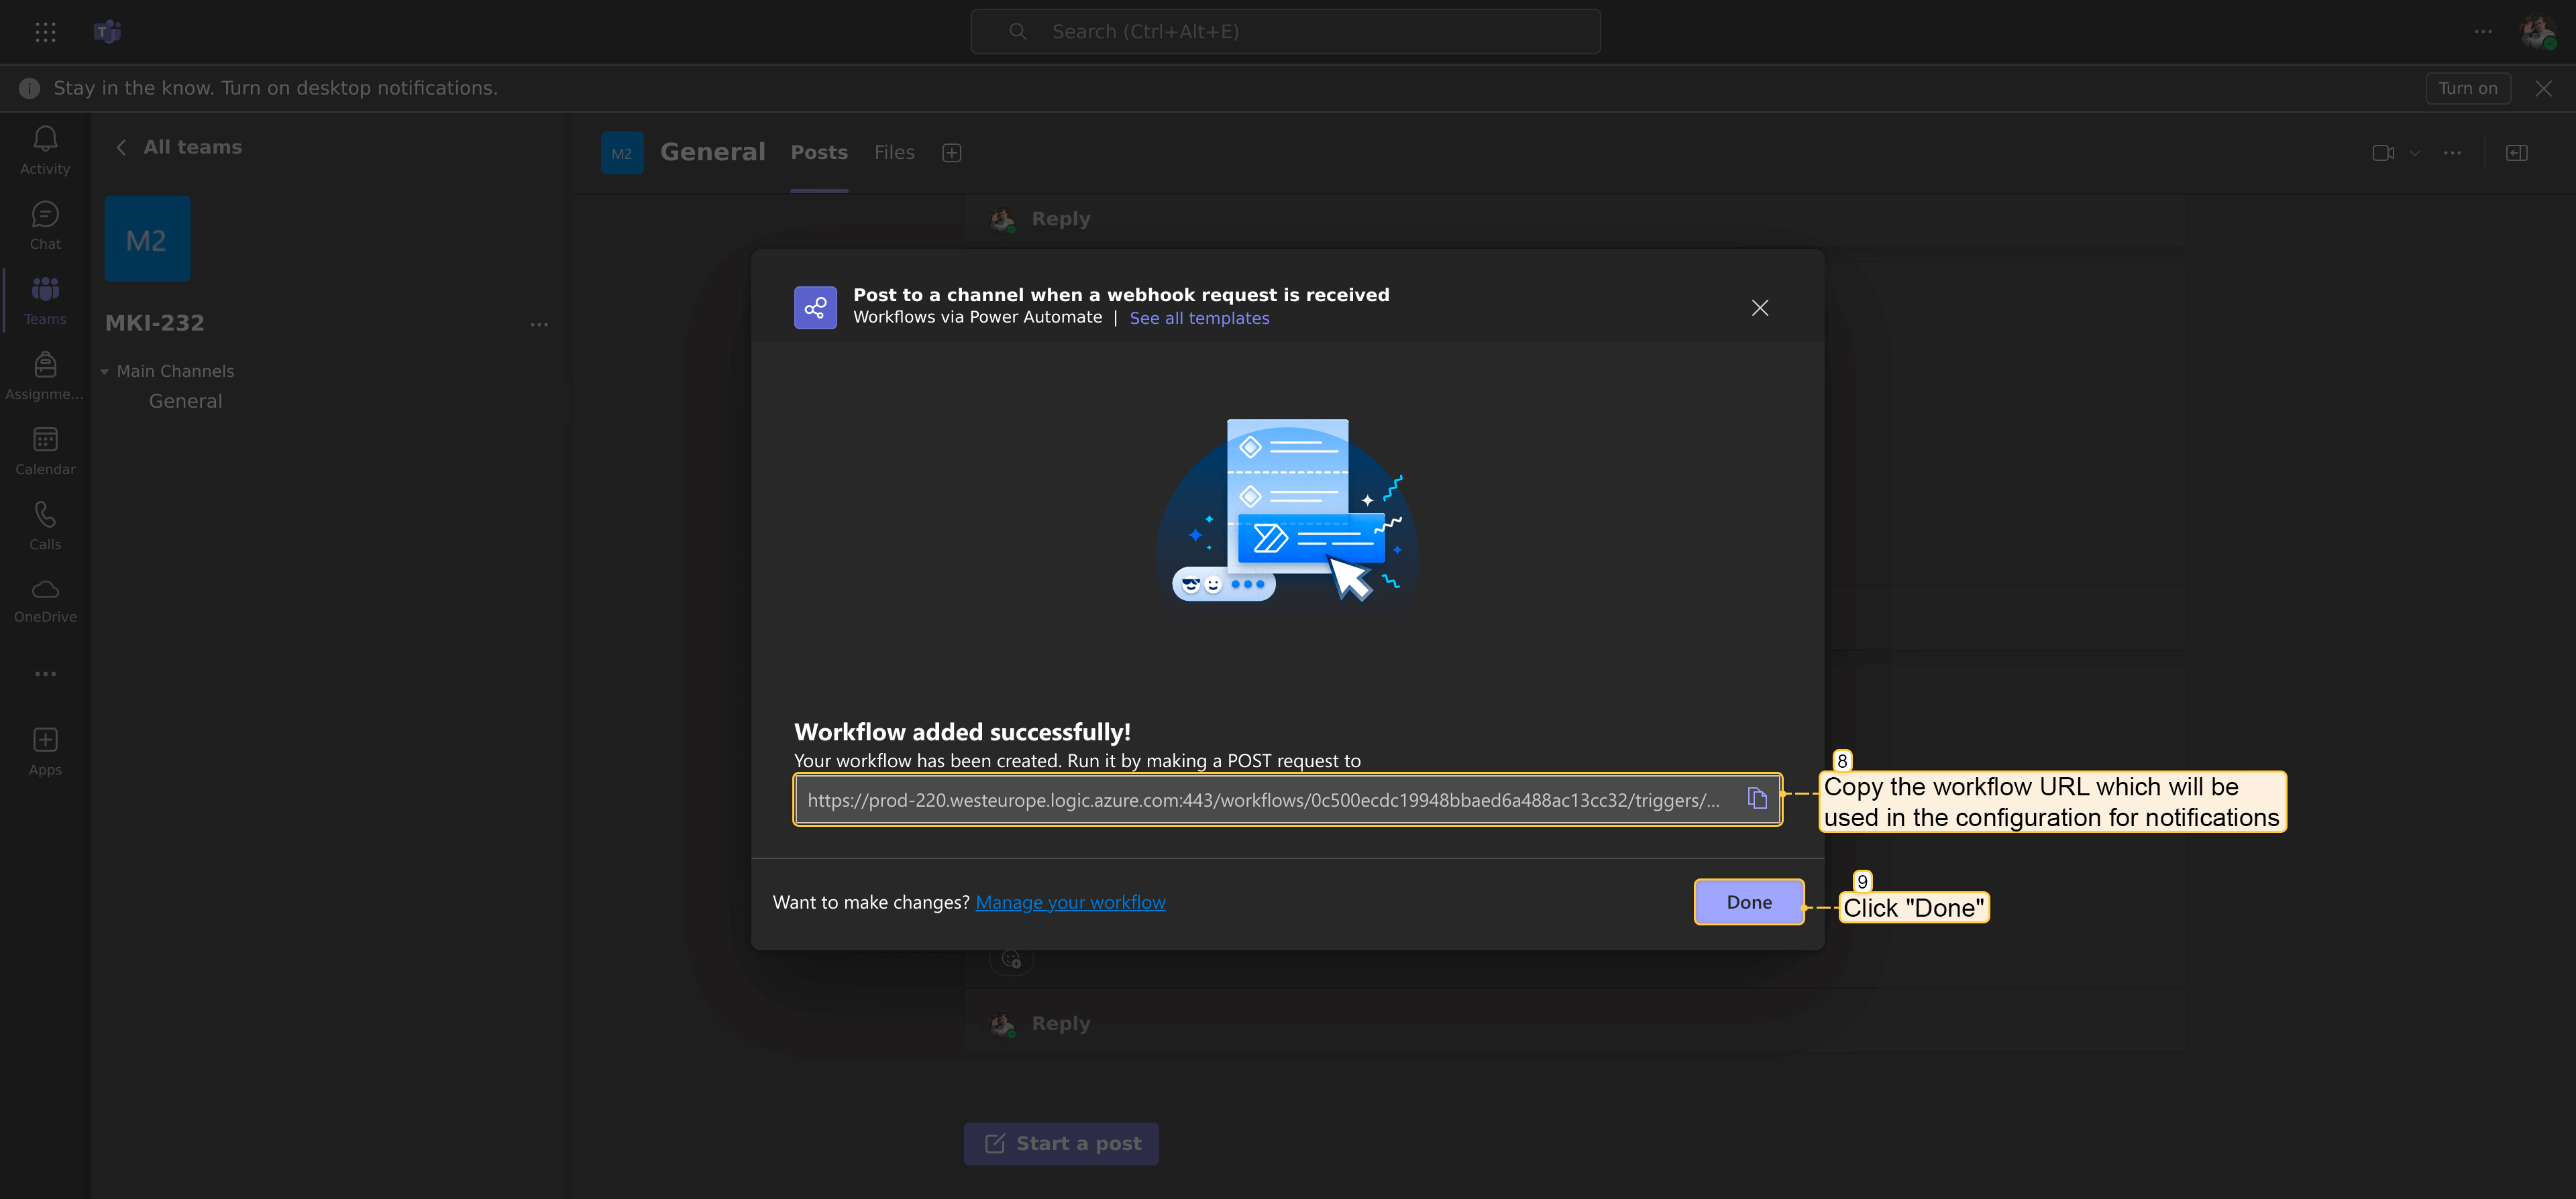 Search (Ctrl+Alt+E)
Stay in the know. Turn on desktop notifications.
Turn on
Activity
Chat
Teams
Assignme...
Calendar
Calls
OneDrive
Apps
All teams
M2
MKI-232
Main Channels
General
M2
General
Posts
Files
Reply
Post to a channel when a webhook request is received
Workflows via Power Automate | See all templates
Workflow added successfully!
Your workflow has been created. Run it by making a POST request to
https://prod-220.westeurope.logic.azure.com:443/workflows/0c500ecdc19948bbaed6a488ac13cc32/triggers/...
8
Copy the workflow URL which will be
used in the configuration for notifications
Want to make changes? Manage your workflow
Done
9
Click "Done"
Reply
Start a post